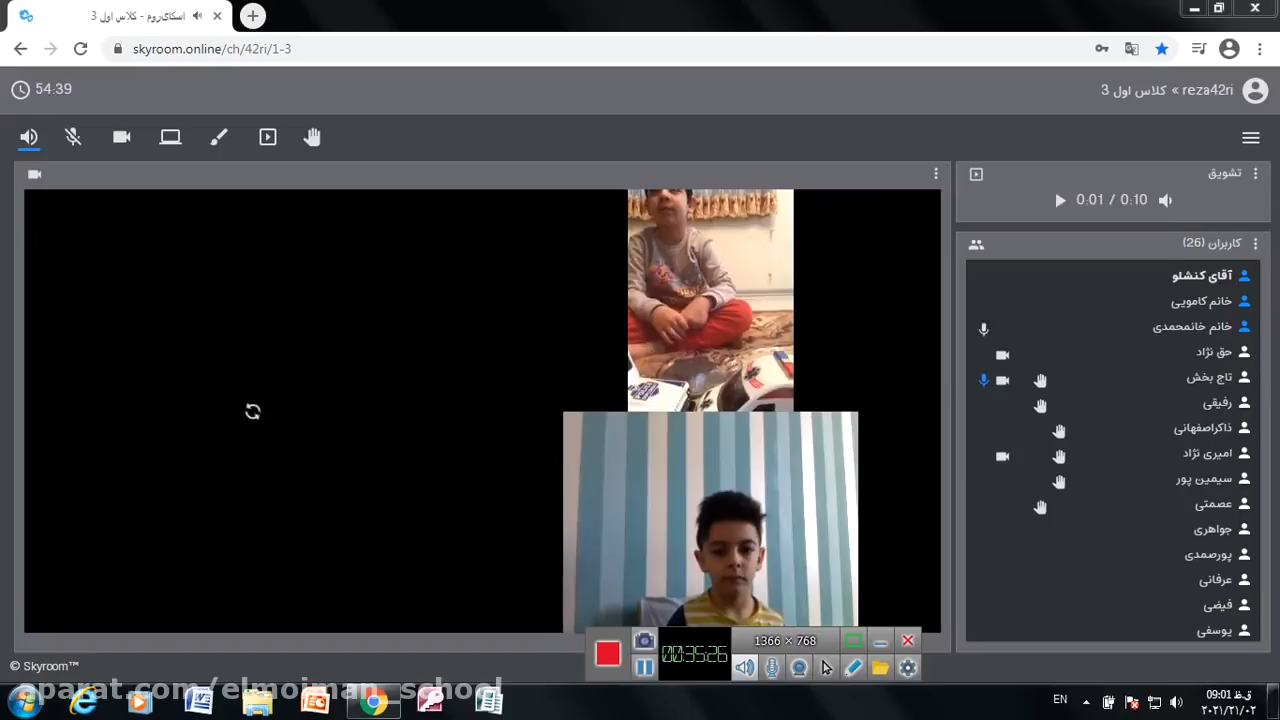 اسکای‌روم - کلاس اول 3
skyroom.online/ch/42ri/1-3
54:39
reza42ri » کلاس اول 3
تشویق
0:01 / 0:10
کاربران (26)
آقای کنشلو
خانم کامویی
خانم خانمحمدی
حق نژاد
تاج بخش
رفیقی
ذاکراصفهانی
امیری نژاد
سیمین پور
عصمتی
جواهری
پورصمدی
عرفانی
فیضی
یوسفی
1366 × 768
00:35:26
© Skyroom™
aparat.com/elmoiman_school
EN
09:01 ق.ظ
۲۰۲۱/۲۱/۰۲